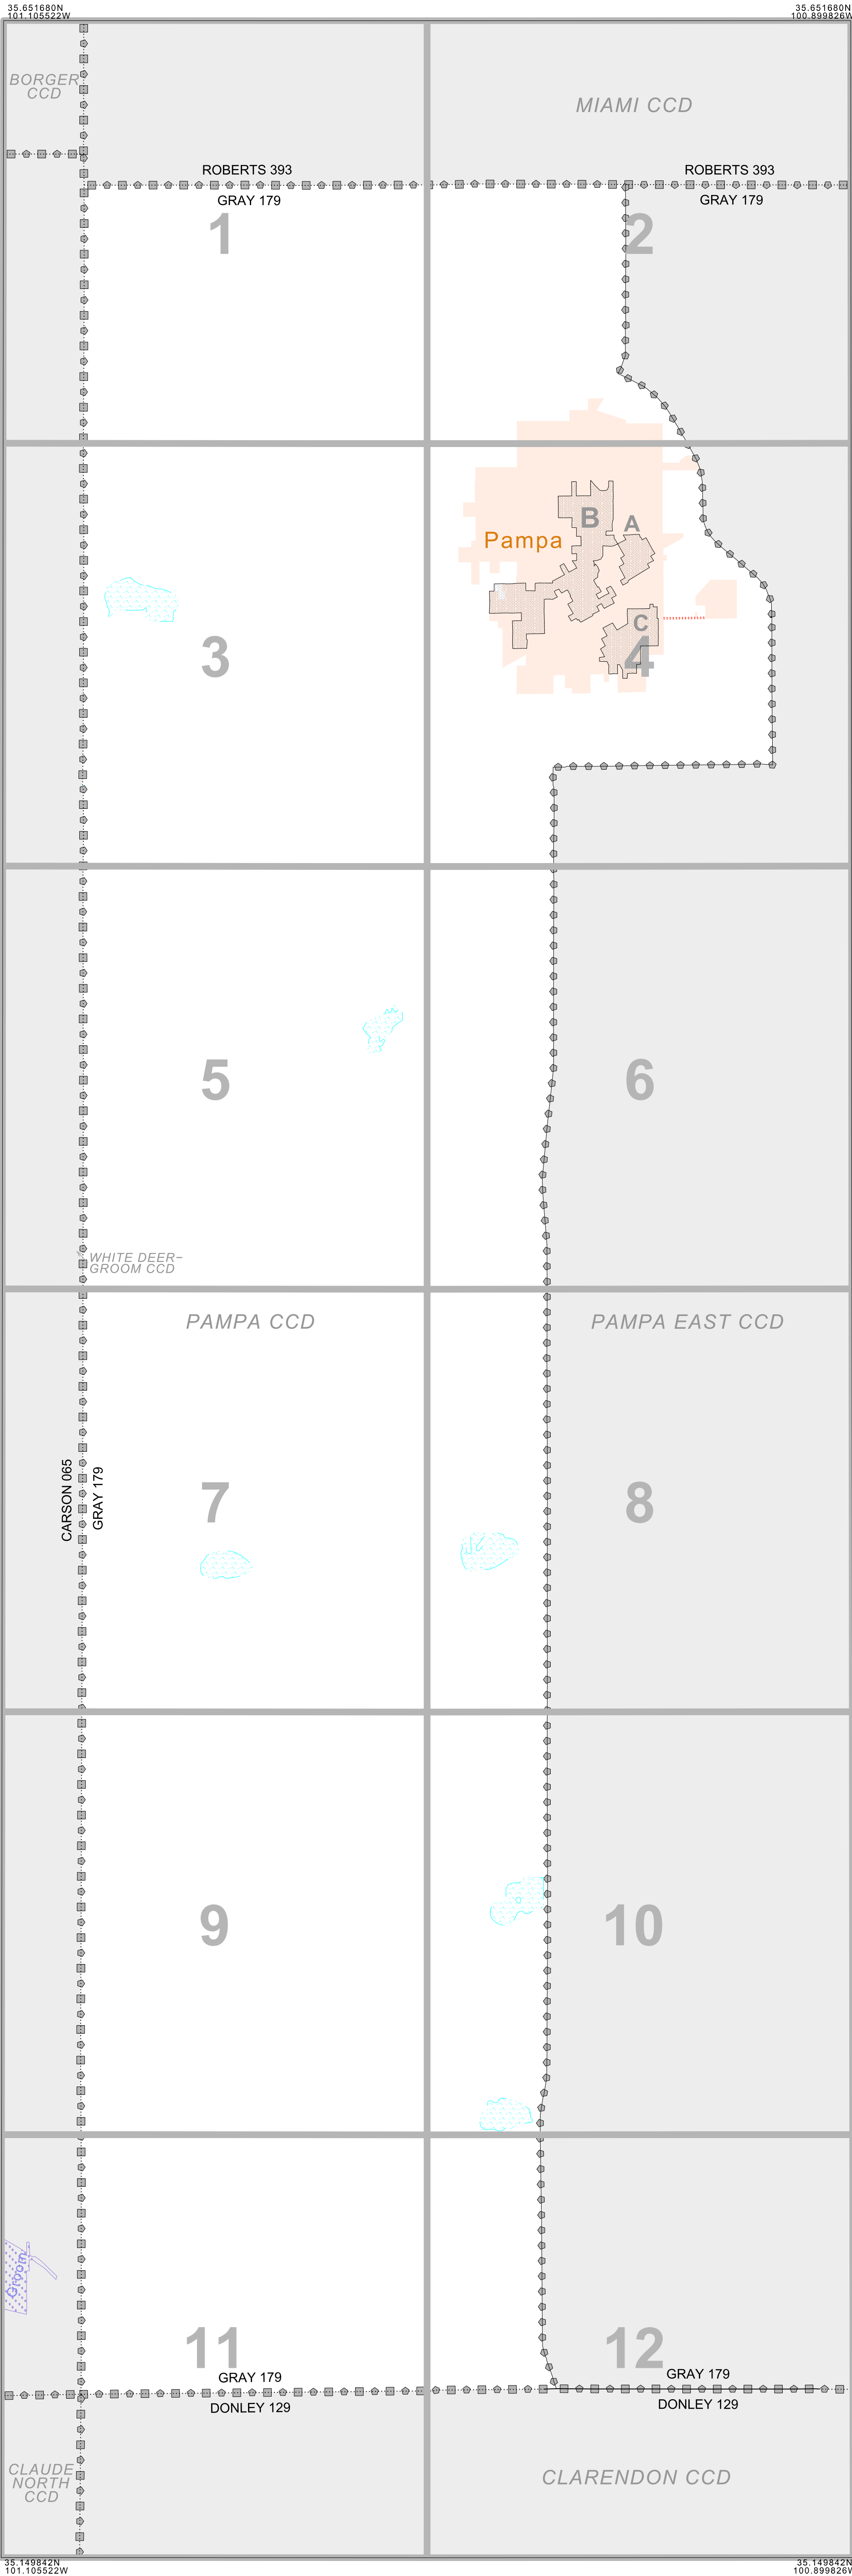 35.651680N
101.105522W
35.651680N
100.899826W
BORGER
CCD
MIAMI CCD
ROBERTS 393
GRAY 179
ROBERTS 393
GRAY 179
1
2
B
A
Pampa
C
3
4
5
6
WHITE DEER-
GROOM CCD
PAMPA CCD
PAMPA EAST CCD
CARSON 065
GRAY 179
7
8
9
10
Groom
11
12
GRAY 179
DONLEY 129
GRAY 179
DONLEY 129
CLAUDE
NORTH
CCD
CLARENDON CCD
35.149842N
101.105522W
35.149842N
100.899826W